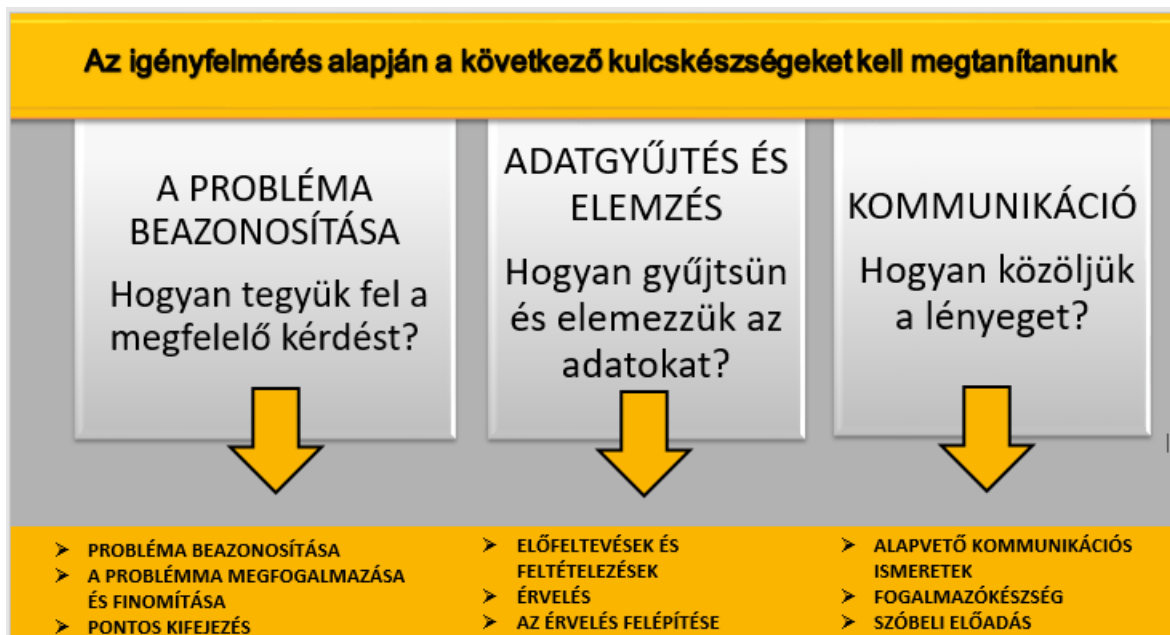 Az igényfelmérés alapján a következő kulcskészségeket kell megtanítanunk
A PROBLÉMA
BEAZONOSÍTÁSA
Hogyan tegyük fel a
megfelelő kérdést?
ADATGYŰJTÉS ÉS
ELEMZÉS
Hogyan gyűjtsün
és elemezzük az
adatokat?
KOMMUNIKÁCIÓ
Hogyan közöljük
a lényeget?
➤ PROBLÉMA BEAZONOSÍTÁSA
➤ A PROBLÉMMA MEGFOGALMAZÁSA
ÉS FINOMÍTÁSA
➤ PONTOS KIFEJEZÉS
➤ ELŐFELTEVÉSEK ÉS
FELTÉTELEZÉSEK
➤ ÉRVELÉS
➤ AZ ÉRVELÉS FELÉPÍTÉSE
➤ ALAPVETŐ KOMMUNIKÁCIÓS
ISMERETEK
➤ FOGALMAZÓKÉSZSÉG
➤ SZÓBELI ELŐADÁS